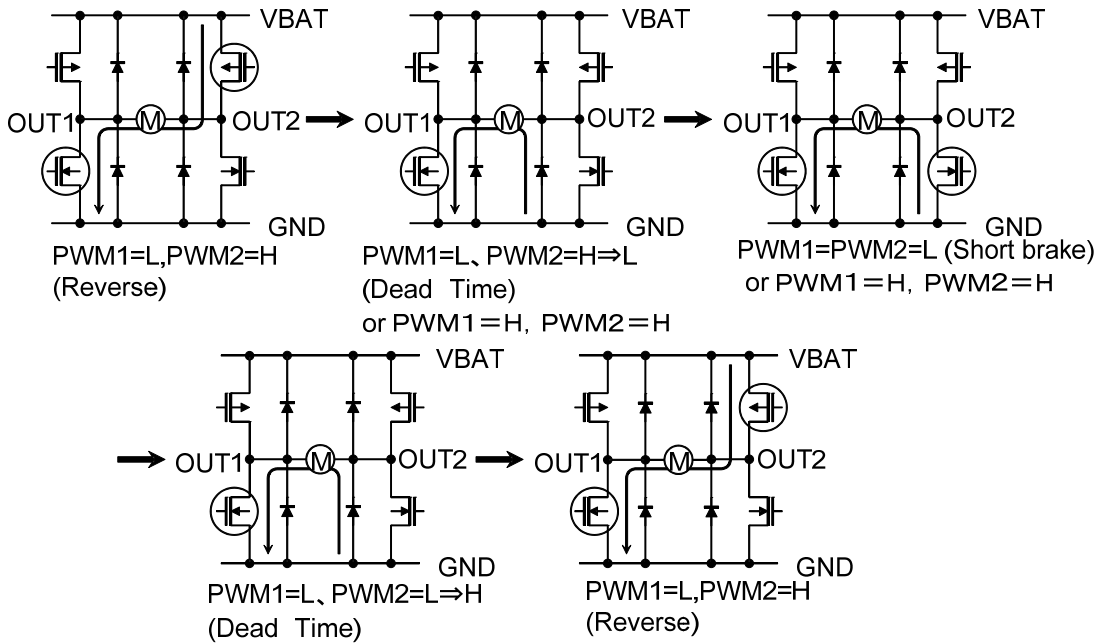 VBAT
M
OUT1
OUT2
GND
PWM1=L,PWM2=H
(Reverse)
VBAT
M
OUT1
OUT2
GND
PWM1=L、PWM2=H⇒L
(Dead Time)
or PWM1＝H，PWM2＝H
VBAT
M
OUT1
OUT2
GND
PWM1=PWM2=L (Short brake)
or PWM1＝H，PWM2＝H
VBAT
M
OUT1
OUT2
GND
PWM1=L、PWM2=L⇒H
(Dead Time)
VBAT
M
OUT1
OUT2
GND
PWM1=L,PWM2=H
(Reverse)